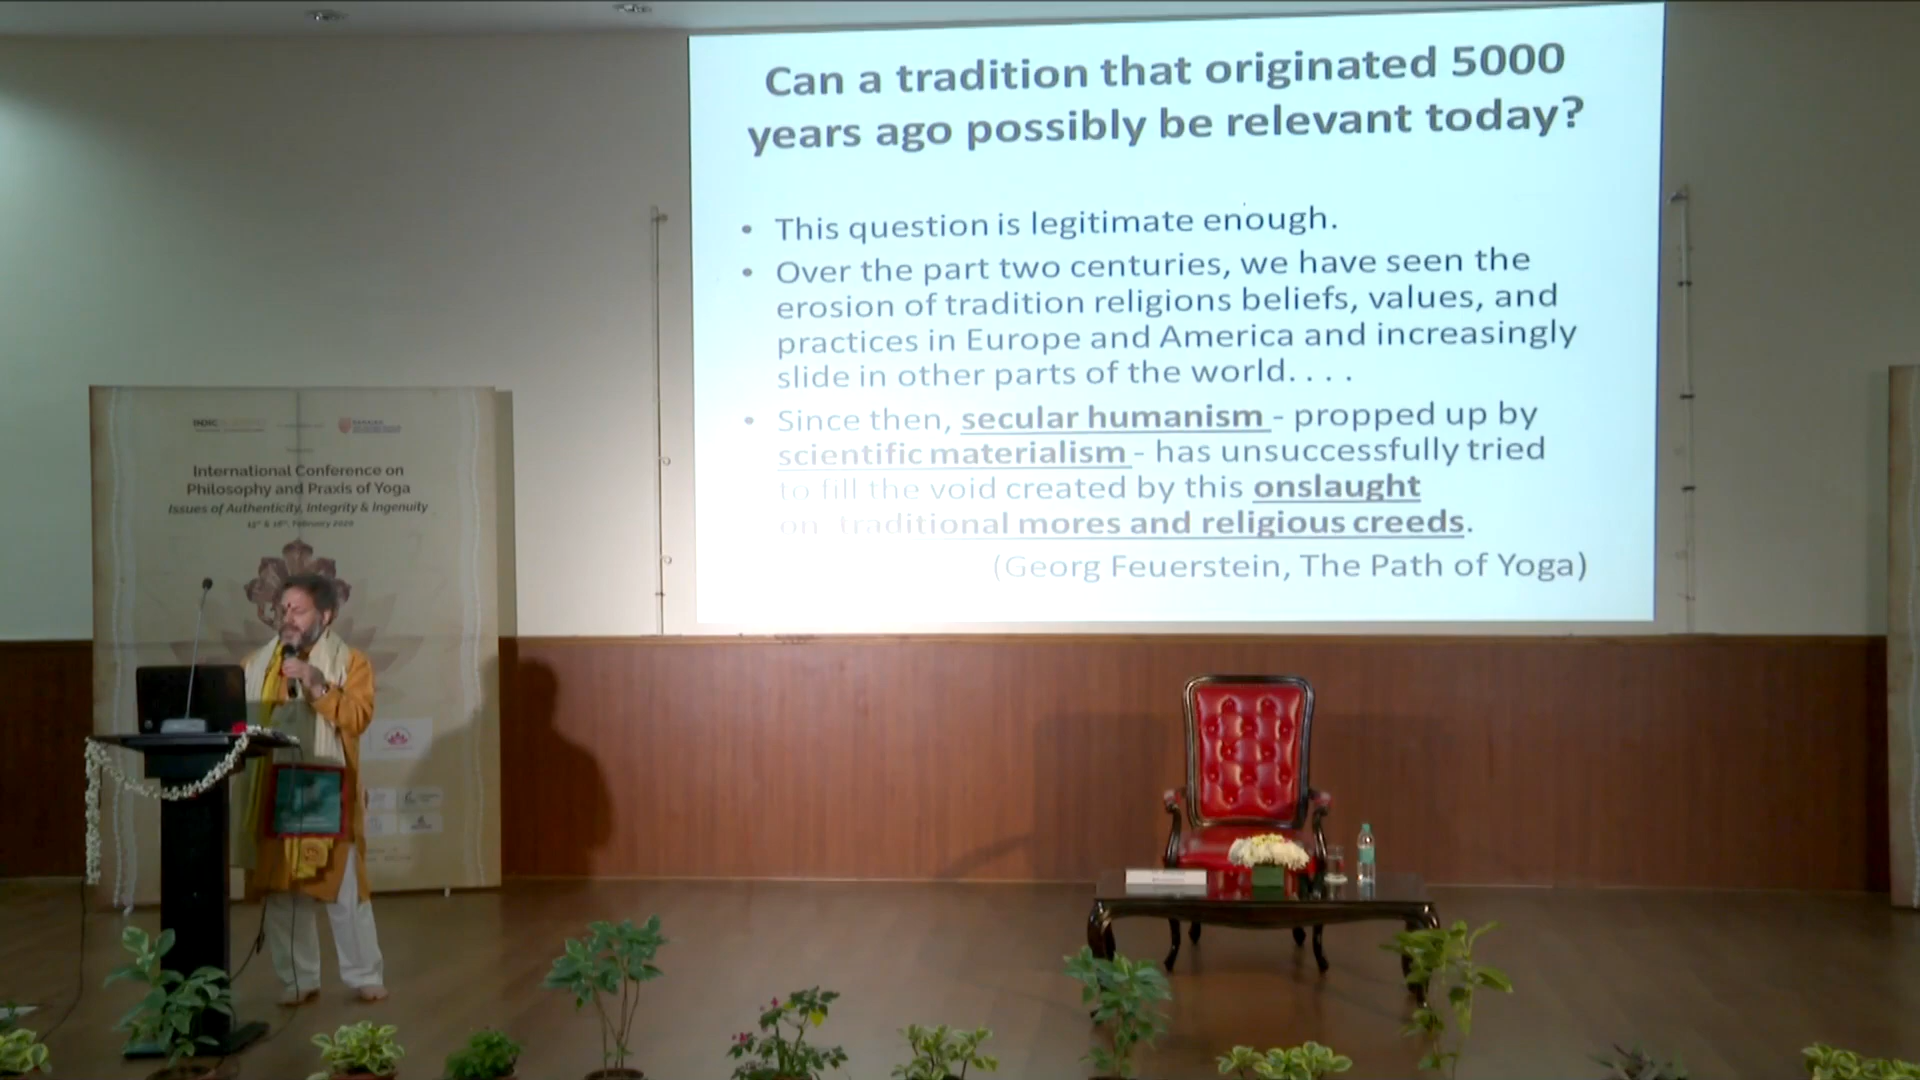 Can a tradition that originated 5000
years ago possibly be relevant today?
• This question is legitimate enough.
• Over the part two centuries, we have seen the
erosion of tradition religions beliefs, values, and
practices in Europe and America and increasingly
slide in other parts of the world. . . .
• Since then, secular humanism - propped up by
scientific materialism - has unsuccessfully tried
to fill the void created by this onslaught
on traditional mores and religious creeds.
(Georg Feuerstein, The Path of Yoga)
INDIC
International Conference on
Philosophy and Praxis of Yoga
Issues of Authenticity, Integrity & Ingenuity